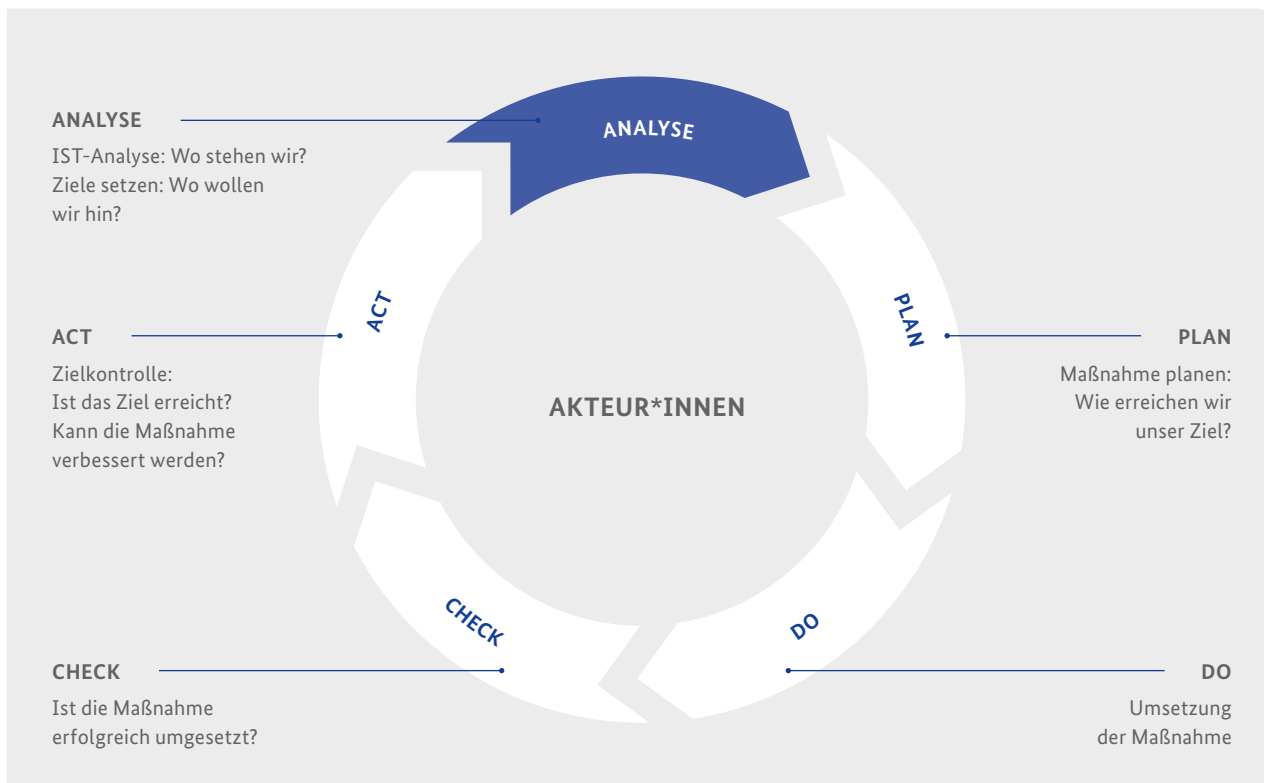 ANALYSE
IST-Analyse: Wo stehen wir?
Ziele setzen: Wo wollen
wir hin?
ANALYSE
ACT
Zielkontrolle:
Ist das Ziel erreicht?
Kann die Maßnahme
verbessert werden?
ACT
AKTEUR*INNEN
PLAN
PLAN
Maßnahme planen:
Wie erreichen wir
unser Ziel?
CHECK
DO
CHECK
Ist die Maßnahme
erfolgreich umgesetzt?
DO
Umsetzung
der Maßnahme